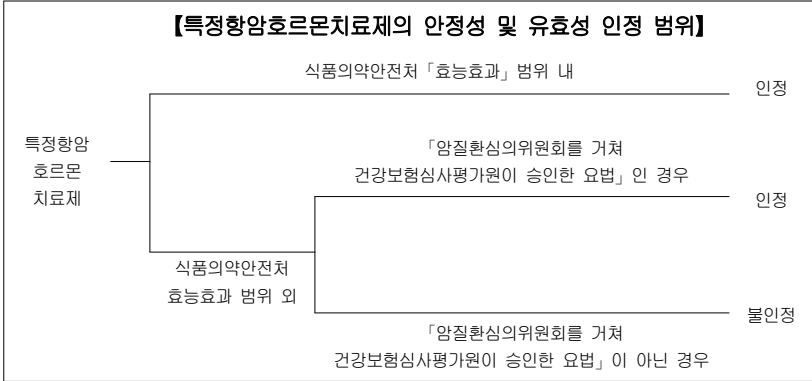 【특정항암호르몬치료제의 안정성 및 유효성 인정 범위】
식품의약안전처「효능효과」범위 내
인정
특정항암
호르몬
치료제
「암질환심의위원회를 거쳐
건강보험심사평가원이 승인한 요법」인 경우
인정
식품의약안전처
효능효과 범위 외
불인정
「암질환심의위원회를 거쳐
건강보험심사평가원이 승인한 요법」이 아닌 경우